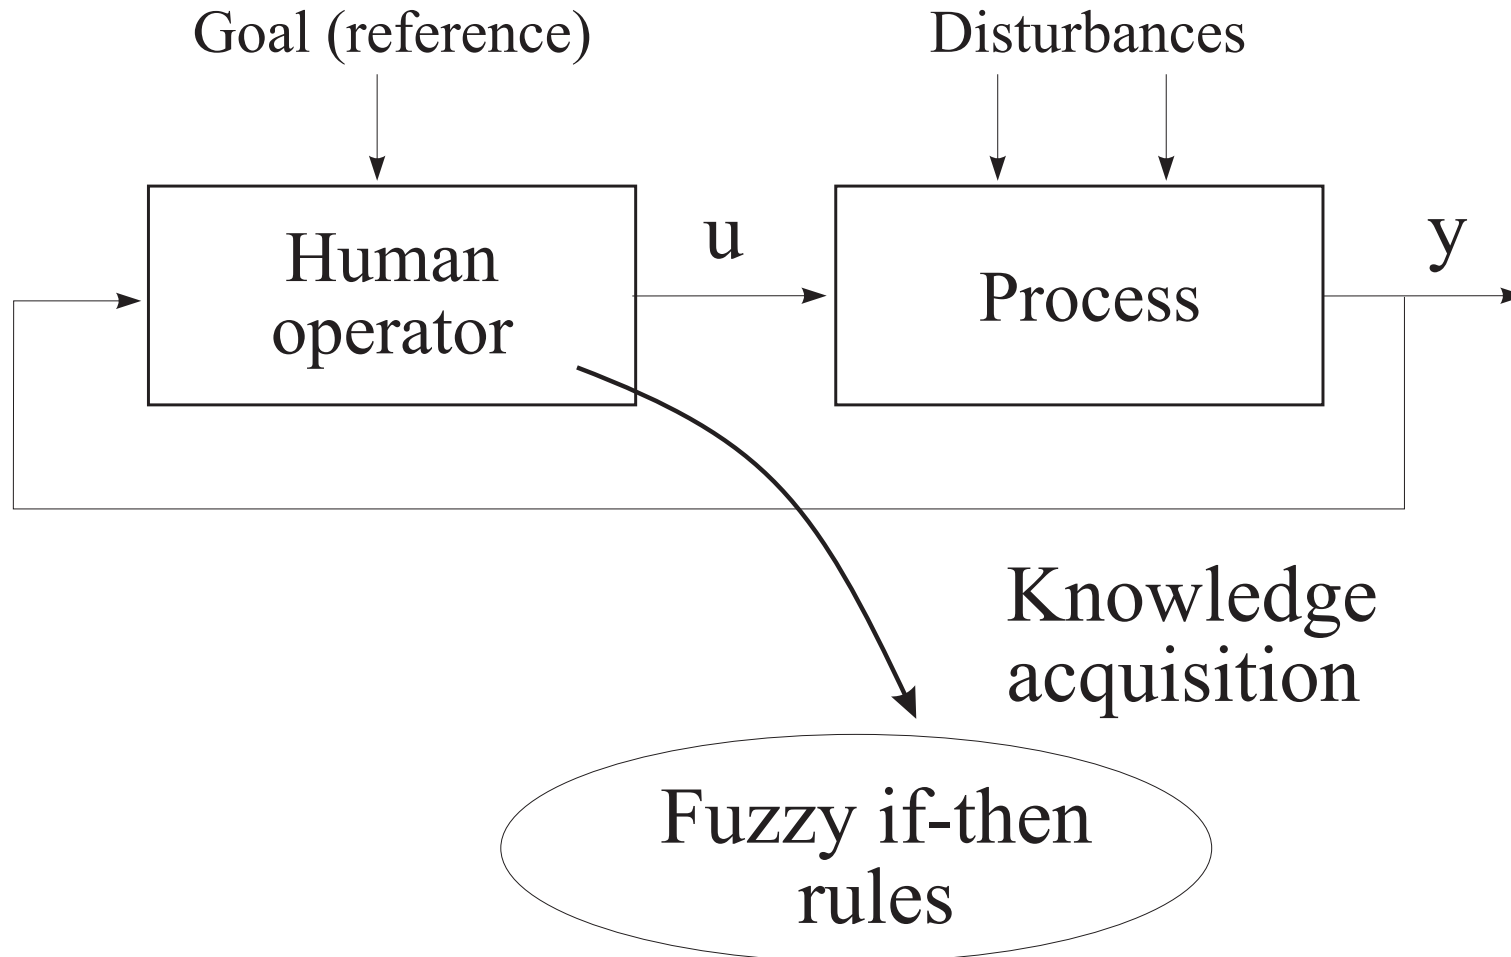 Goal (reference)
Disturbances
Human
operator
u
Process
y
Knowledge
acquisition
Fuzzy if-then
rules